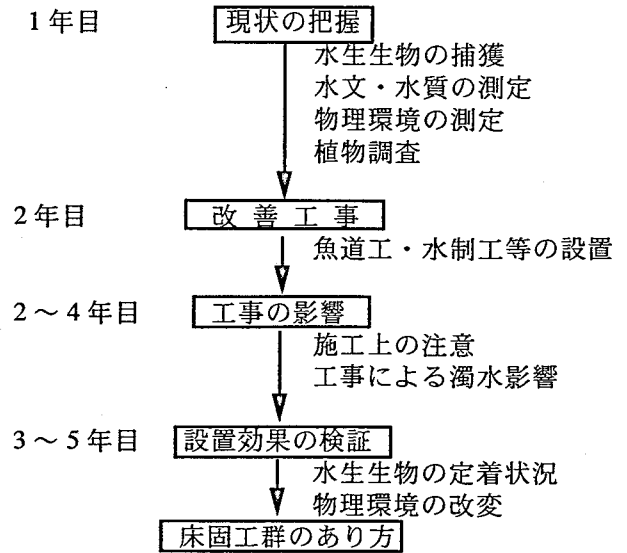 1年目 現状の把握
水生生物の捕獲
水文・水質の測定
物理環境の測定
植物調査
2年目 改善工事
魚道工・水制工等の設置
2～4年目 工事の影響
施工上の注意
工事による濁水影響
3～5年目 設置効果の検証
水生生物の定着状況
物理環境の改変
床固工群のあり方